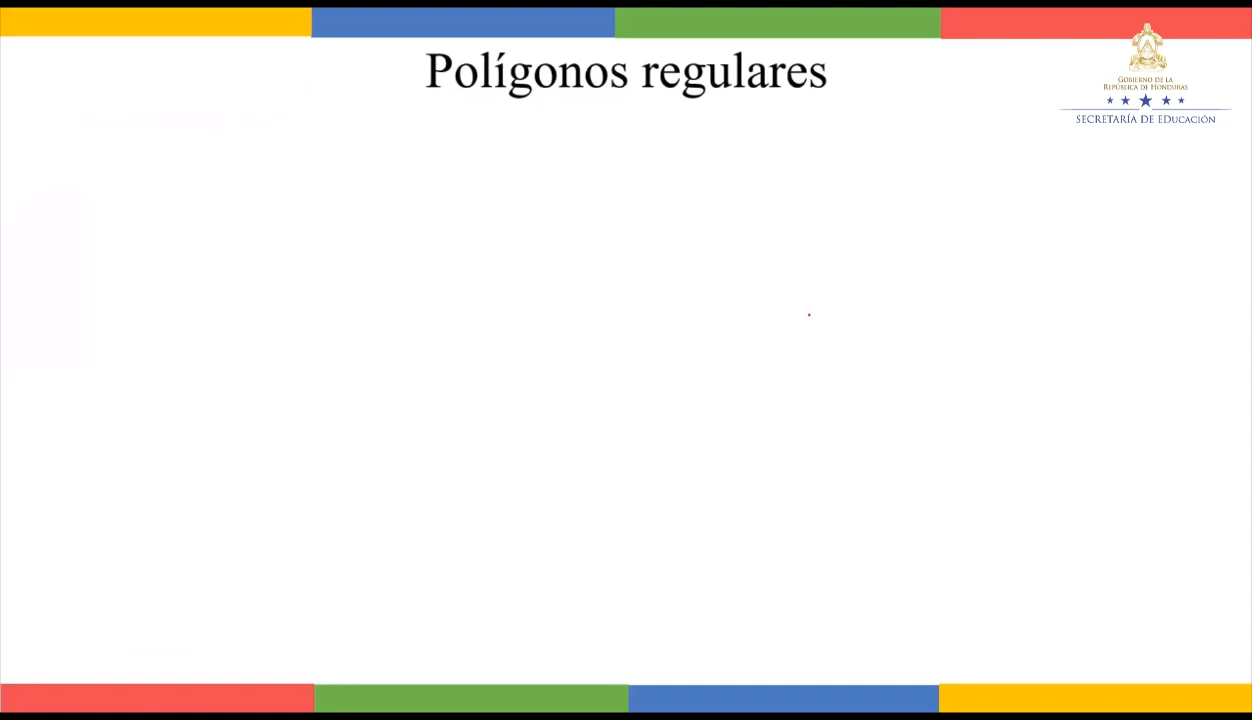 Polígonos regulares
GOBIERNO DE LA
REPÚBLICA DE HONDURAS
SECRETARÍA DE EDUCACIÓN